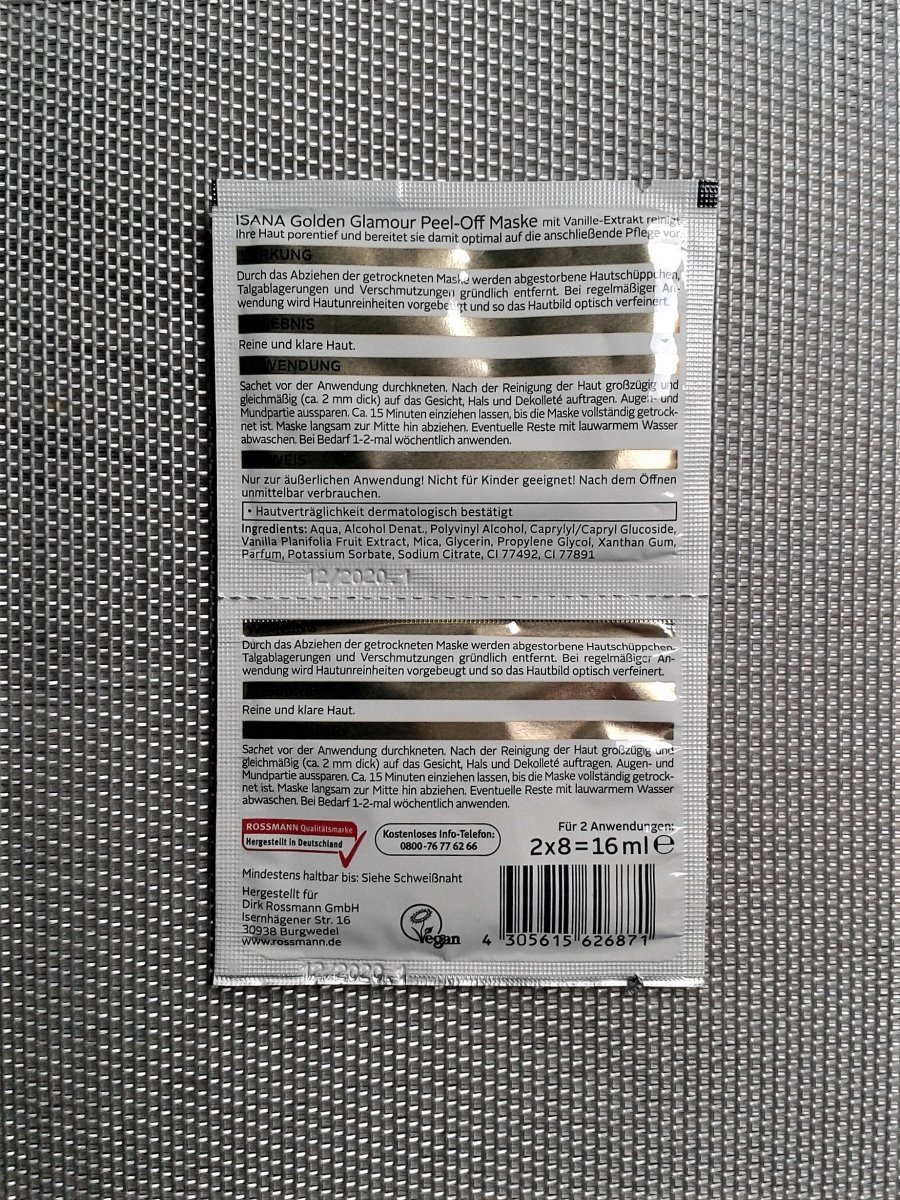 ISANA Golden Glamour Peel-Off Maske mit Vanille-Extrakt reinigt
Ihre Haut porentief und bereitet sie damit optimal auf die anschließende Pflege vor.
WIRKUNG
Durch das Abziehen der getrockneten Maske werden abgestorbene Hautschüppchen,
Talgablagerungen und Verschmutzungen gründlich entfernt. Bei regelmäßiger An-
wendung wird Hautunreinheiten vorgebeugt und so das Hautbild optisch verfeinert.
ERGEBNIS
Reine und klare Haut.
ANWENDUNG
Sachet vor der Anwendung durchkneten. Nach der Reinigung der Haut großzügig und
gleichmäßig (ca. 2 mm dick) auf das Gesicht, Hals und Dekolleté auftragen. Augen- und
Mundpartie aussparen. Ca. 15 Minuten einziehen lassen, bis die Maske vollständig getrock-
net ist. Maske langsam zur Mitte hin abziehen. Eventuelle Reste mit lauwarmem Wasser
abwaschen. Bei Bedarf 1-2-mal wöchentlich anwenden.
HINWEIS
Nur zur äußerlichen Anwendung! Nicht für Kinder geeignet! Nach dem Öffnen
unmittelbar verbrauchen.
• Hautverträglichkeit dermatologisch bestätigt
Ingredients: Aqua, Alcohol Denat., Polyvinyl Alcohol, Caprylyl/Capryl Glucoside,
Vanilla Planifolia Fruit Extract, Mica, Glycerin, Propylene Glycol, Xanthan Gum,
Parfum, Potassium Sorbate, Sodium Citrate, CI 77492, CI 77891
12/2020-1
Durch das Abziehen der getrockneten Maske werden abgestorbene Hautschüppchen,
Talgablagerungen und Verschmutzungen gründlich entfernt. Bei regelmäßiger An-
wendung wird Hautunreinheiten vorgebeugt und so das Hautbild optisch verfeinert.
Reine und klare Haut.
Sachet vor der Anwendung durchkneten. Nach der Reinigung der Haut großzügig und
gleichmäßig (ca. 2 mm dick) auf das Gesicht, Hals und Dekolleté auftragen. Augen- und
Mundpartie aussparen. Ca. 15 Minuten einziehen lassen, bis die Maske vollständig getrock-
net ist. Maske langsam zur Mitte hin abziehen. Eventuelle Reste mit lauwarmem Wasser
abwaschen. Bei Bedarf 1-2-mal wöchentlich anwenden.
ROSSMANN Qualitätsmarke
Hergestellt in Deutschland
Kostenloses Info-Telefon:
0800-76 77 62 66
Für 2 Anwendungen:
2x8=16 ml e
Mindestens haltbar bis: Siehe Schweißnaht
Hergestellt für
Dirk Rossmann GmbH
Isernhägener Str. 16
30938 Burgwedel
www.rossmann.de
Vegan
4 305615 626871
12/2020-1